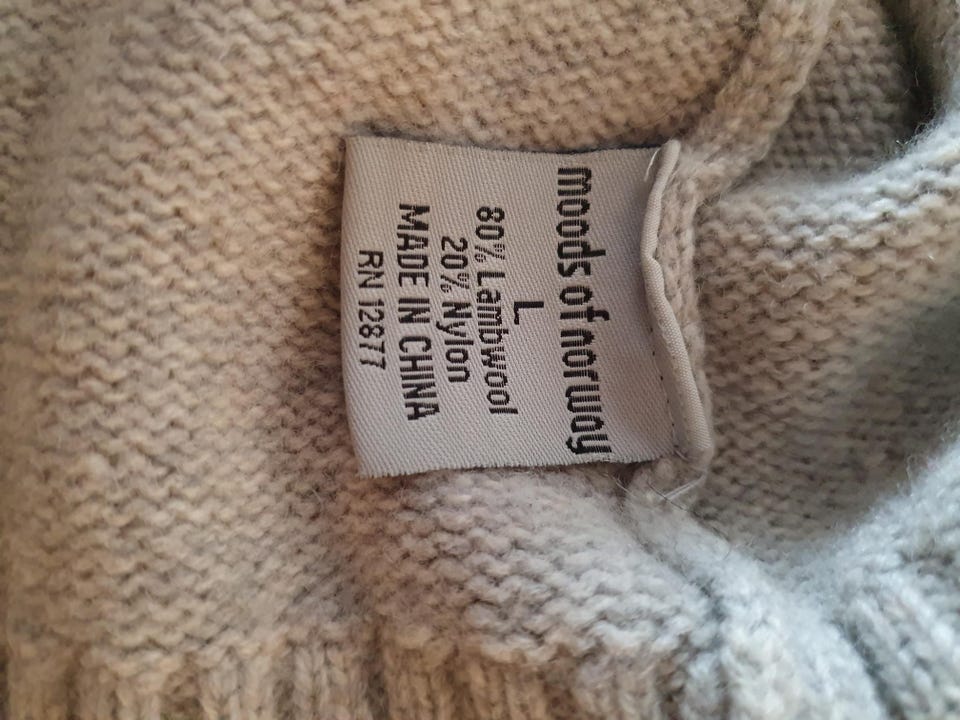 moods of norway
L
80% Lambwool
20% Nylon
MADE IN CHINA
RN 12877